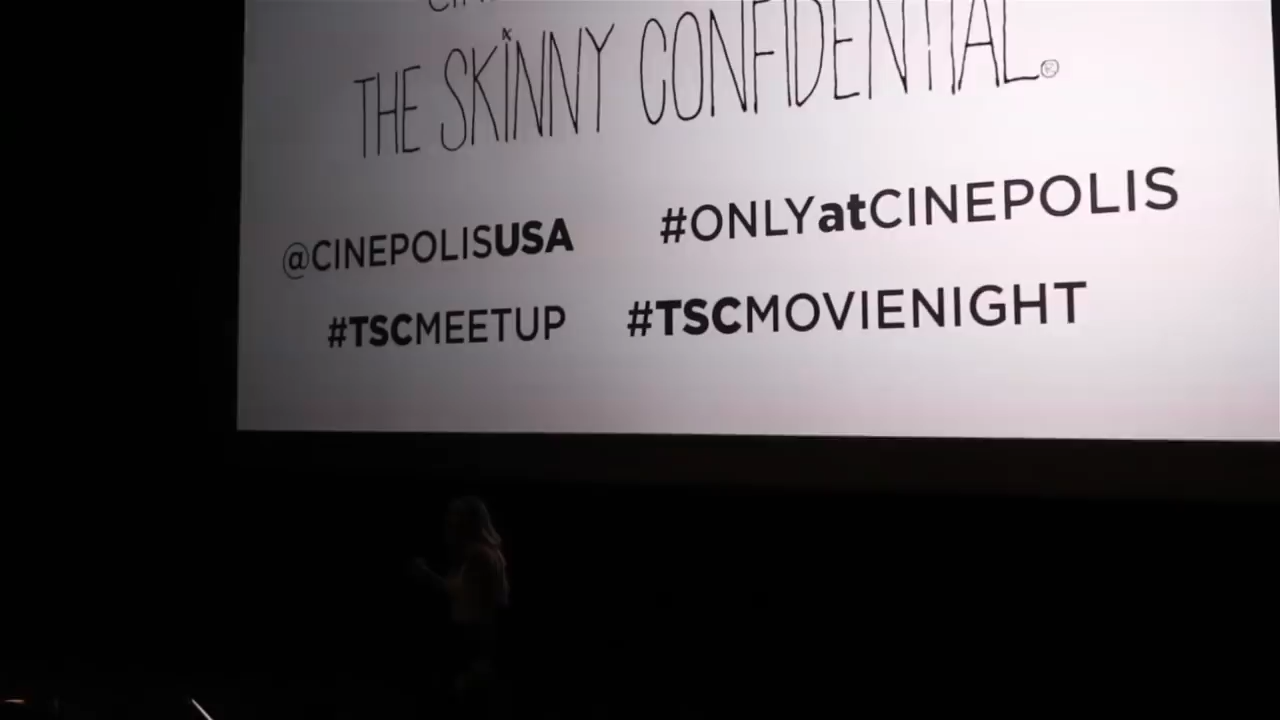 THE SKINNY CONFIDENTIAL®
@CINEPOLISUSA #ONLYatCINEPOLIS
#TSCMEETUP #TSCMOVIENIGHT